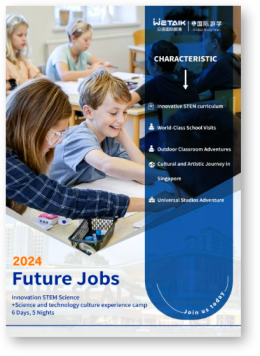 WETALK
国际游学
CHARACTERISTIC
Innovative STEM curriculum
World-Class School Visits
Outdoor Classroom Adventures
Cultural and Artistic Journey in
Singapore
Universal Studios Adventure
2024
Future Jobs
Innovation STEM Science
+Science and technology culture experience camp
6 Days, 5 Nights
Join us today